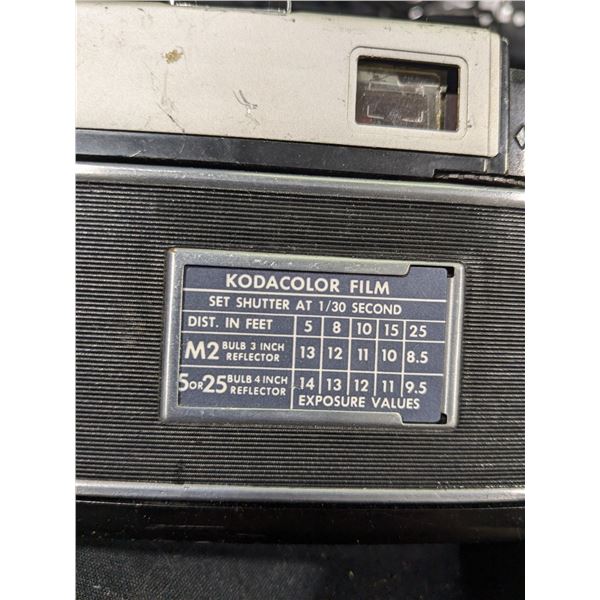 KODACOLOR FILM
SET SHUTTER AT 1/30 SECOND
DIST. IN FEET 5 8 10 15 25
M2 BULB 3 INCH REFLECTOR 13 12 11 10 8.5
5 OR 25 BULB 4 INCH REFLECTOR 14 13 12 11 9.5
EXPOSURE VALUES